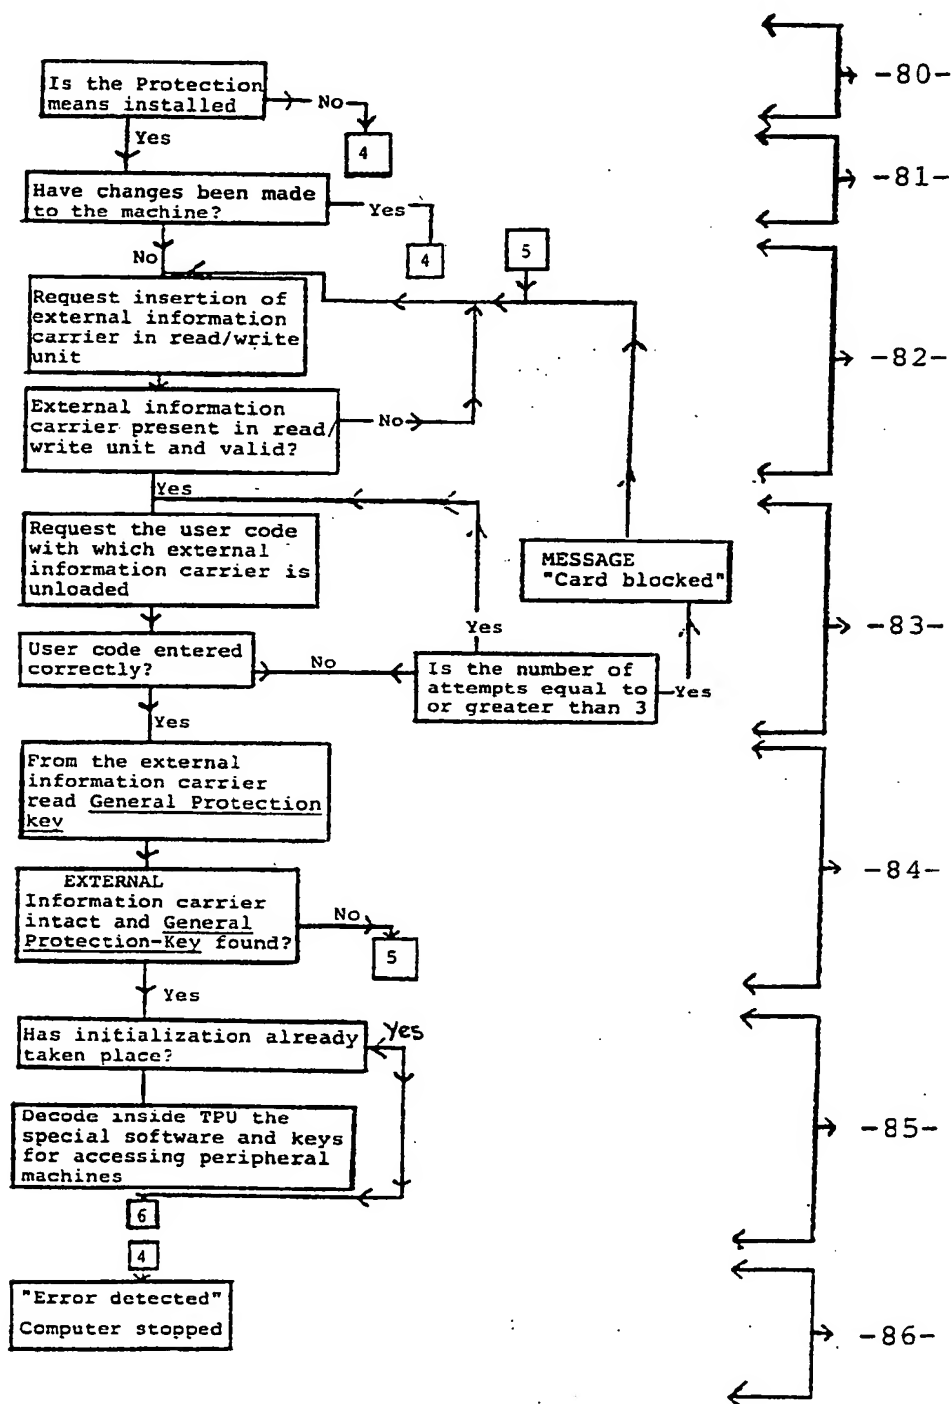 -80-
Is the Protection
means installed
No
4
Yes
-81-
Have changes been made
to the machine?
Yes
4
5
No
Request insertion of
external information
carrier in read/write
unit
-82-
External information
carrier present in read/
write unit and valid?
No
Yes
Request the user code
with which external
information carrier is
unloaded
MESSAGE
"Card blocked"
-83-
Yes
User code entered
correctly?
No
Is the number of
attempts equal to
or greater than 3
Yes
Yes
From the external
information carrier
read General Protection
key
-84-
EXTERNAL
Information carrier
intact and General
Protection-Key found?
No
5
Yes
Has initialization already
taken place?
Yes
Decode inside TPU the
special software and keys
for accessing peripheral
machines
-85-
6
4
"Error detected"
Computer stopped
-86-